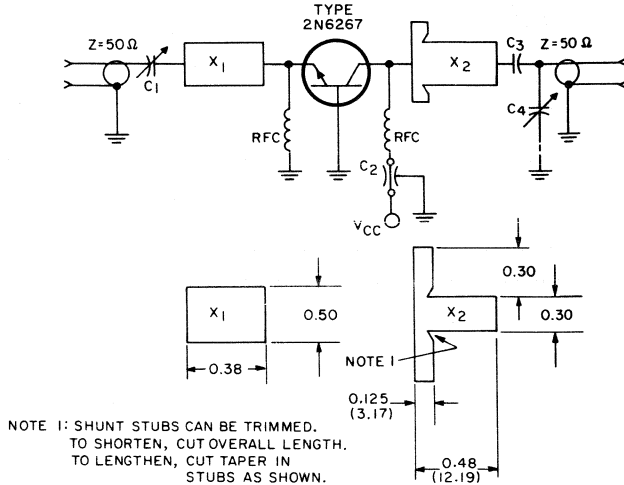 TYPE
2N6267
Z=50Ω
C1
X1
X2
C3
Z=50Ω
C4
RFC
RFC
C2
VCC
X1
0.50
0.38
X2
0.30
0.30
NOTE 1
0.125
(3.17)
0.48
(12.19)
NOTE 1: SHUNT STUBS CAN BE TRIMMED.
TO SHORTEN, CUT OVERALL LENGTH.
TO LENGTHEN, CUT TAPER IN
STUBS AS SHOWN.